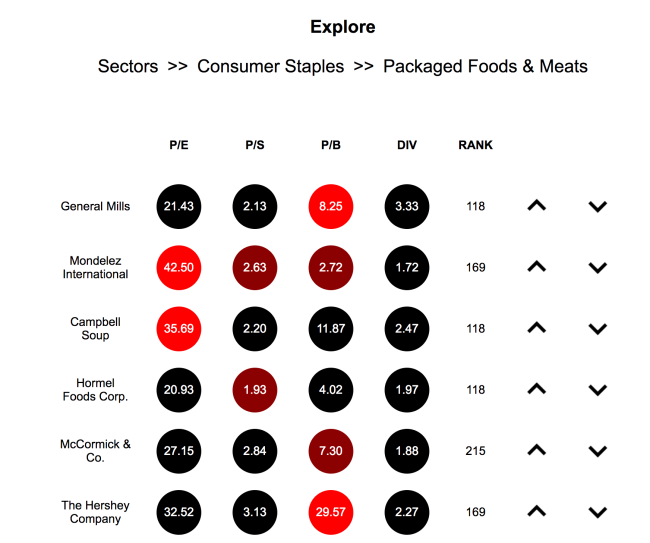 Explore
Sectors >> Consumer Staples >> Packaged Foods & Meats
P/E P/S P/B DIV RANK
General Mills 21.43 2.13 8.25 3.33 118
Mondelez
International 42.50 2.63 2.72 1.72 169
Campbell
Soup 35.69 2.20 11.87 2.47 118
Hormel
Foods Corp. 20.93 1.93 4.02 1.97 118
McCormick &
Co. 27.15 2.84 7.30 1.88 215
The Hershey
Company 32.52 3.13 29.57 2.27 169